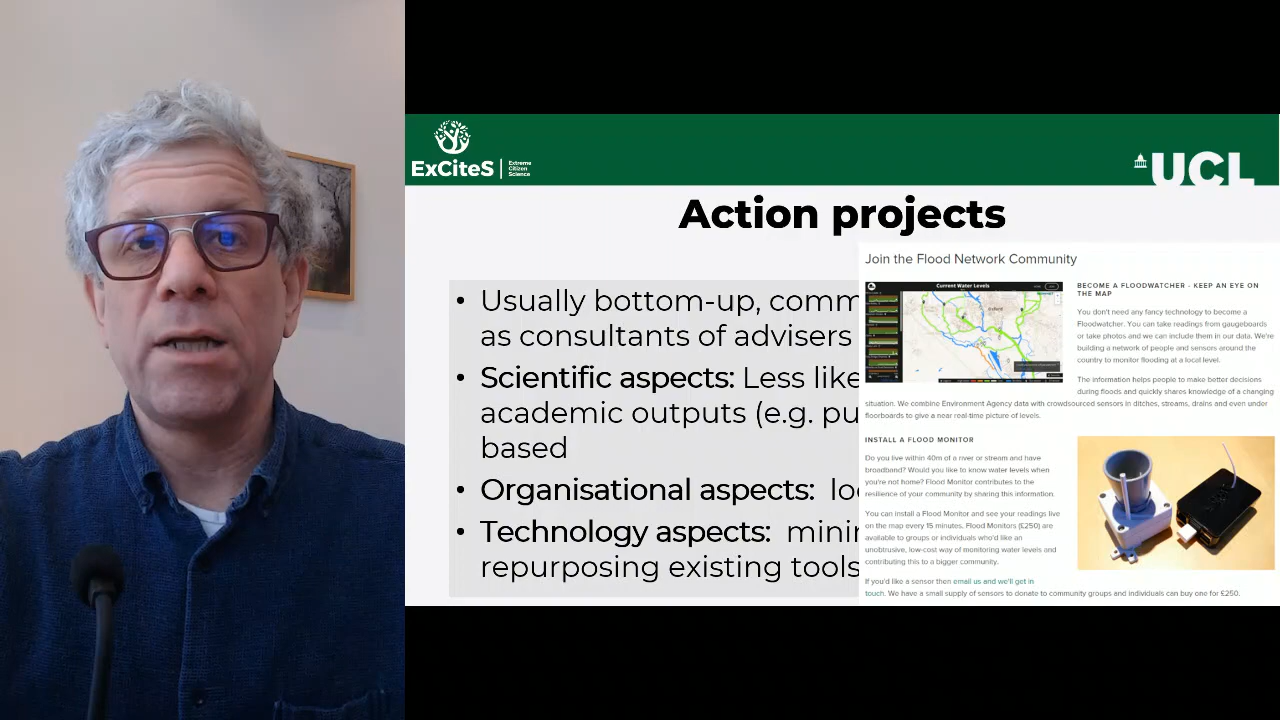 ExCiteS
Extreme
Citizen
Science
UCL
Action projects
• Usually bottom-up, comm
as consultants of advisers
• Scientific aspects: Less like
academic outputs (e.g. pu
based
• Organisational aspects: loc
• Technology aspects: minir
repurposing existing tools
Join the Flood Network Community
Current Water Levels
Oxford
BECOME A FLOODWATCHER - KEEP AN EYE ON
THE MAP
You don't need any fancy technology to become a
Floodwatcher. You can take readings from gaugeboards
or take photos and we can include them in our data. We're
building a network of people and sensors around the
country to monitor flooding at a local level.
The information helps people to make better decisions
during floods and quickly shares knowledge of a changing
situation. We combine Environment Agency data with crowdsourced sensors in ditches, streams, drains and even under
floorboards to give a near real-time picture of levels.
INSTALL A FLOOD MONITOR
Do you live within 40m of a river or stream and have
broadband? Would you like to know water levels when
you're not home? Flood Monitor contributes to the
resilience of your community by sharing this information.
You can install a Flood Monitor and see your readings live
on the map every 15 minutes. Flood Monitors (£250) are
available to groups or individuals who'd like an
unobtrusive, low-cost way of monitoring water levels and
contributing this to a bigger community.
If you'd like a sensor then email us and we'll get in
touch. We have a small supply of sensors to donate to community groups and individuals can buy one for £250.